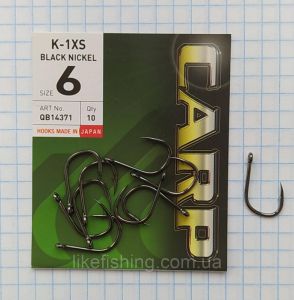 K-1XS
BLACK NICKEL
SIZE 6
ART No. Qty
QB14371 10
HOOKS MADE IN JAPAN
CARP
likefishing.com.ua